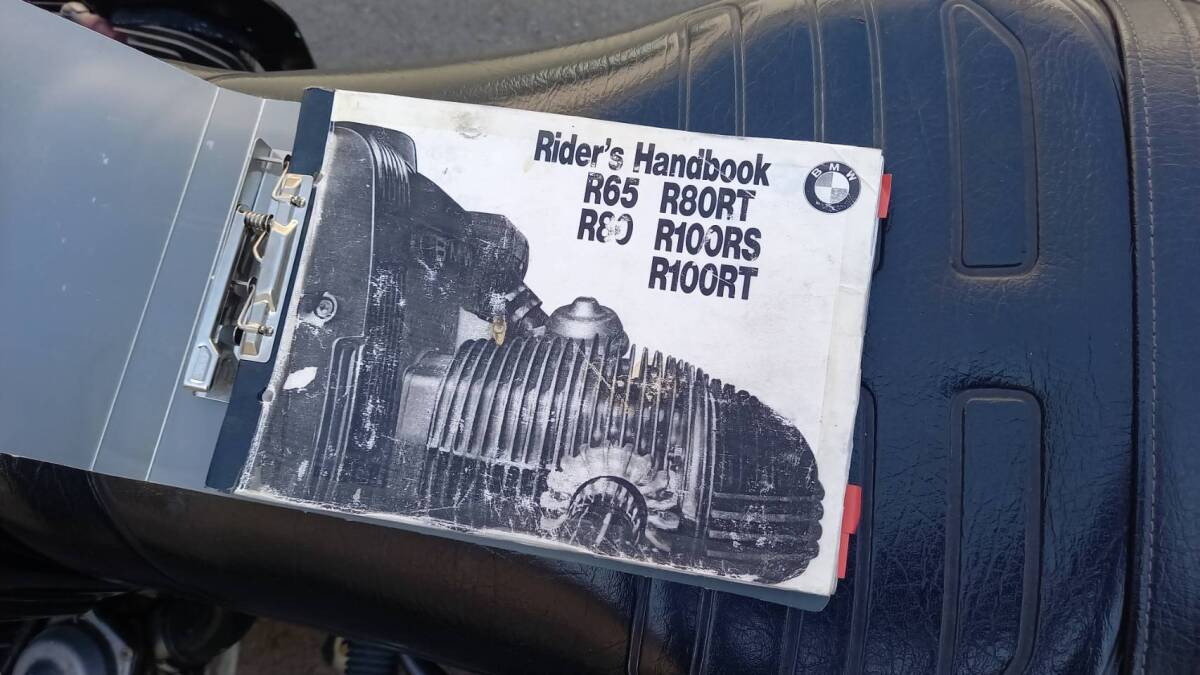 Rider's Handbook
R65 R80RT
R80 R100RS
R100RT
BMW